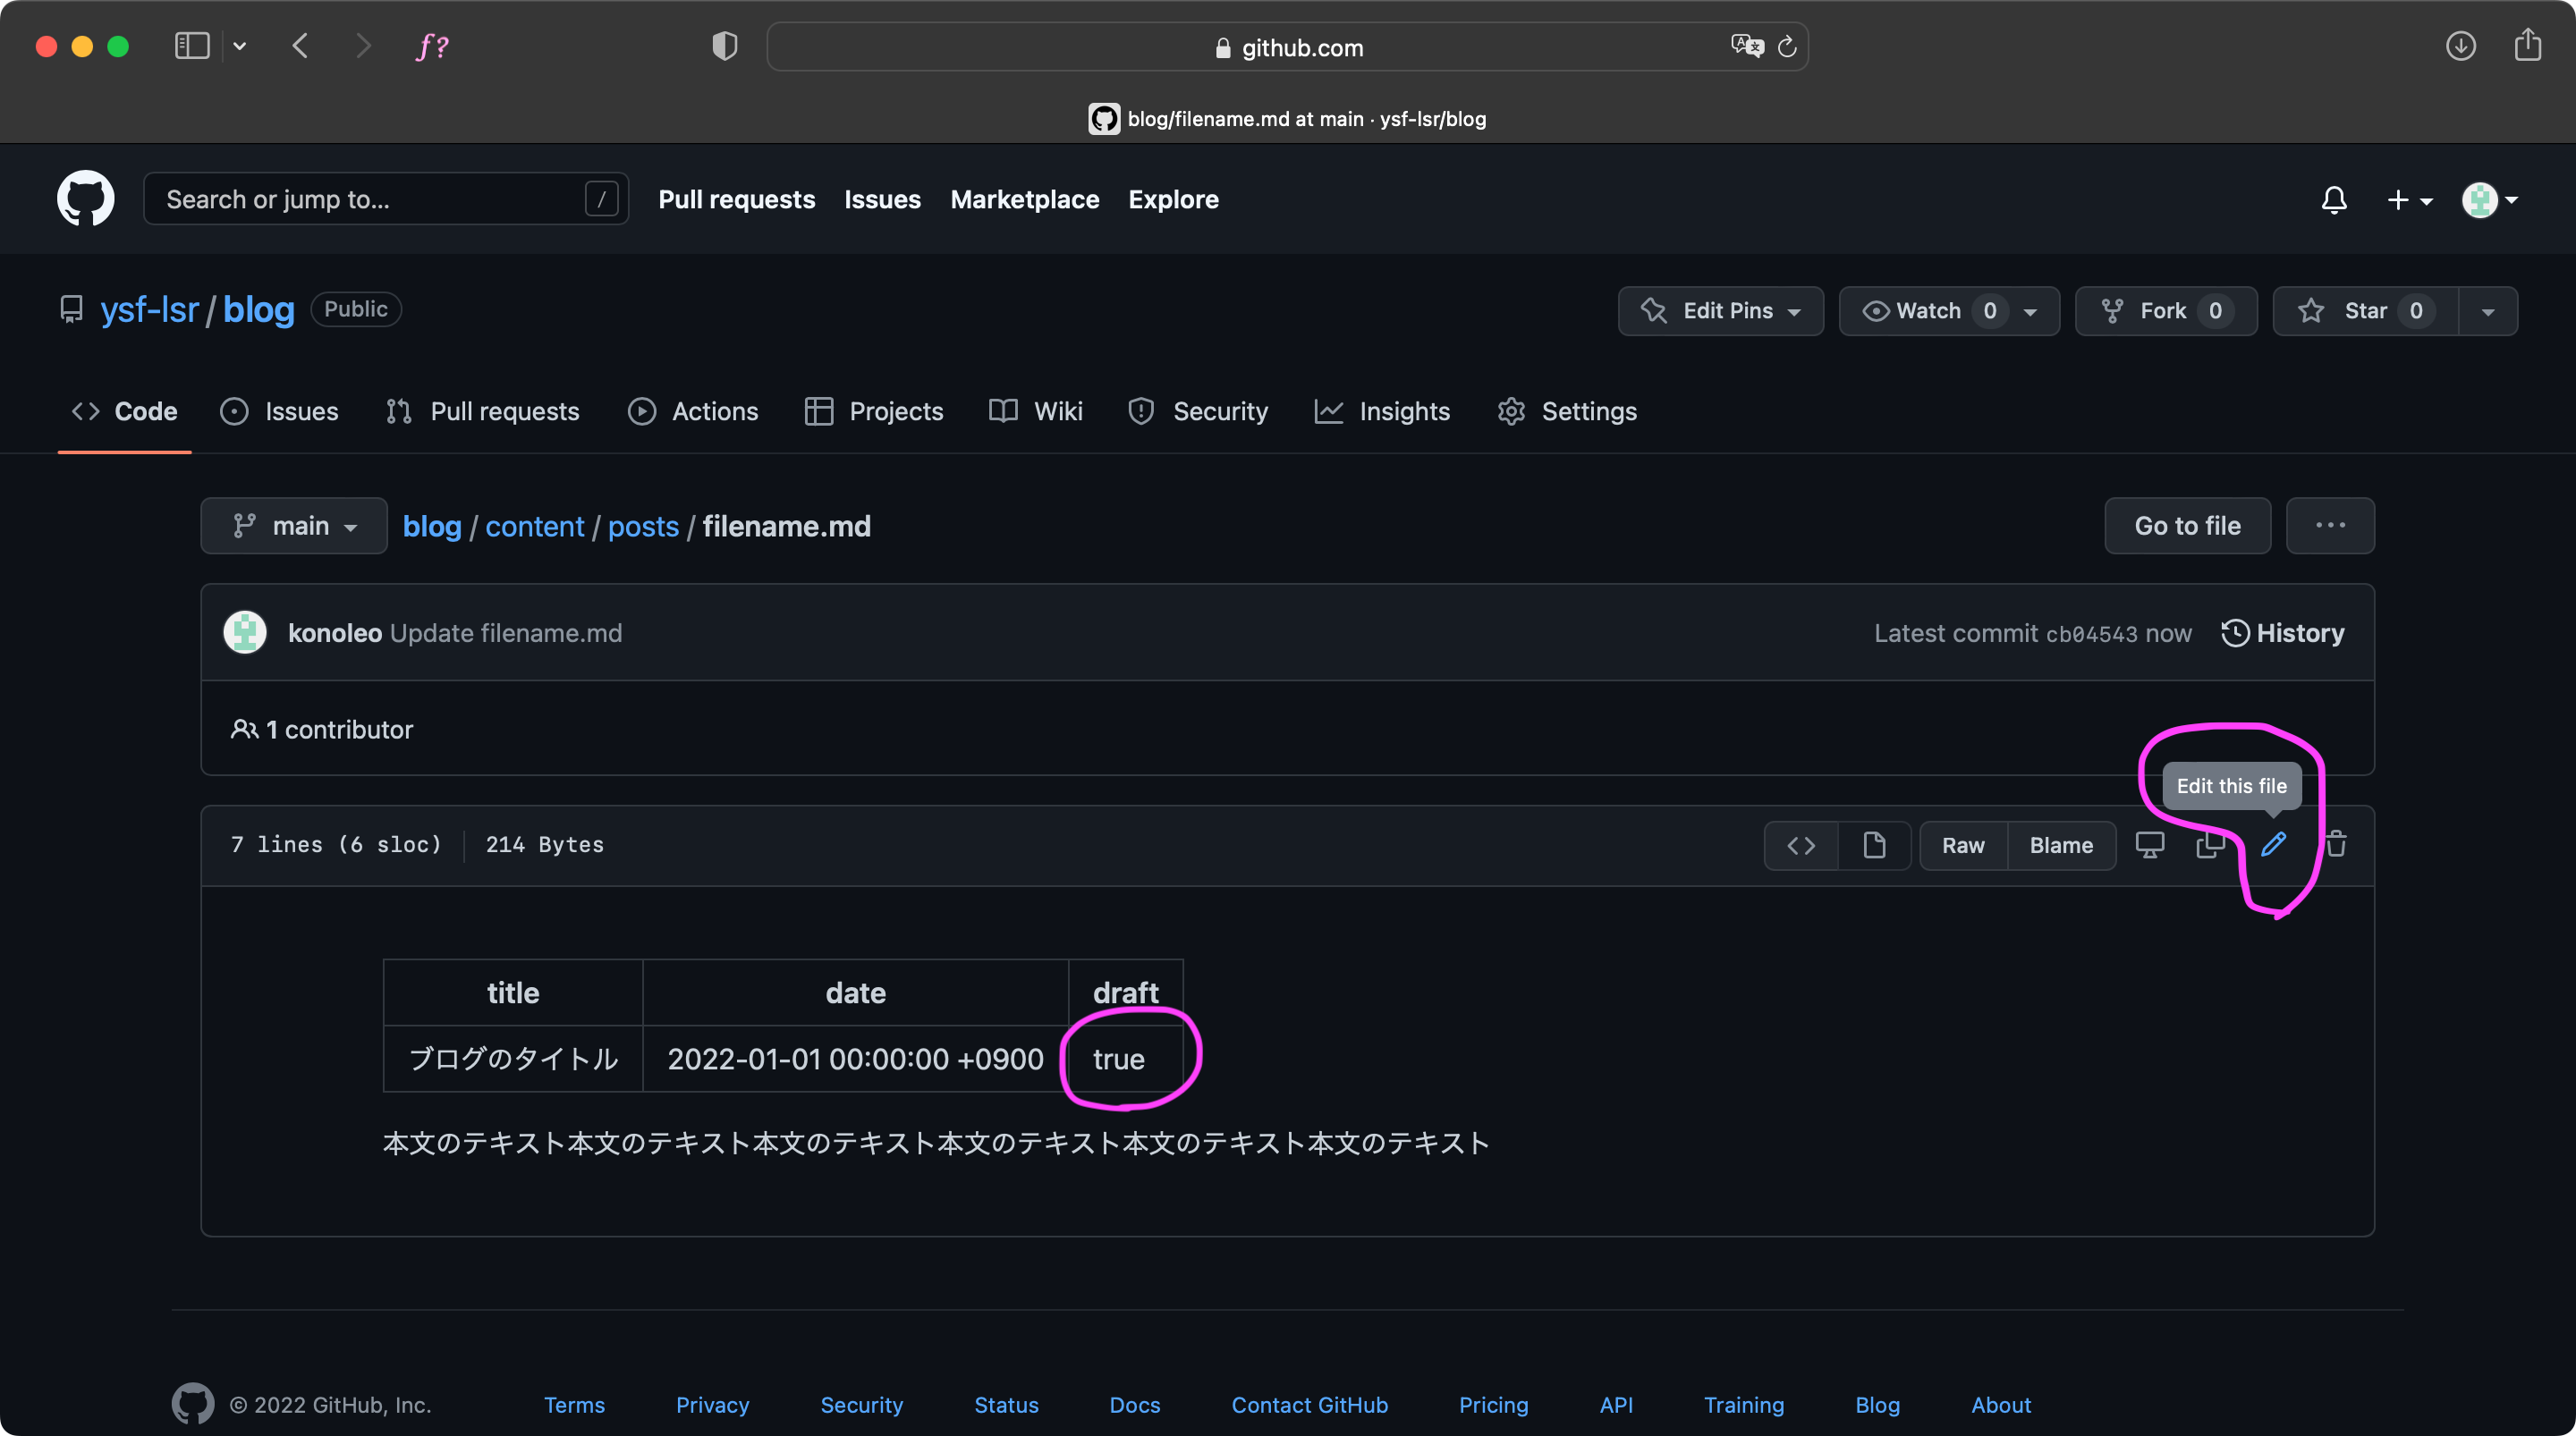 ƒ?
github.com
blog/filename.md at main · ysf-lsr/blog
Search or jump to... /
Pull requests Issues Marketplace Explore
ysf-lsr / blog Public
Edit Pins Watch 0 Fork 0 Star 0
Code Issues Pull requests Actions Projects Wiki Security Insights Settings
main blog / content / posts / filename.md Go to file ...
konoleo Update filename.md Latest commit cb04543 now History
1 contributor
Edit this file
7 lines (6 sloc) 214 Bytes Raw Blame
title date draft
ブログのタイトル 2022-01-01 00:00:00 +0900 true
本文のテキスト本文のテキスト本文のテキスト本文のテキスト本文のテキスト本文のテキスト
© 2022 GitHub, Inc. Terms Privacy Security Status Docs Contact GitHub Pricing API Training Blog About